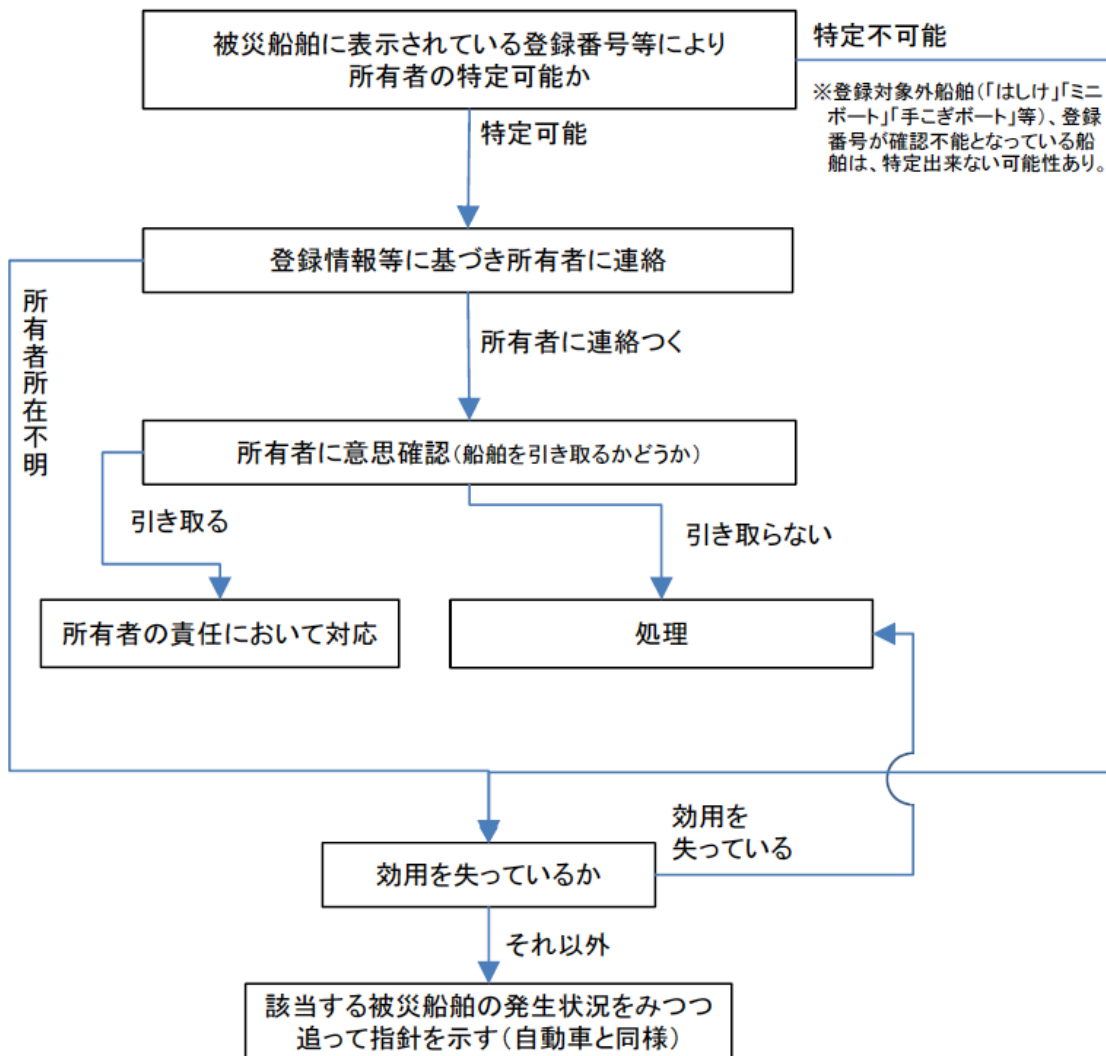 被災船舶に表示されている登録番号等により
所有者の特定可能か
特定不可能
※登録対象外船舶(「はしけ」「ミニ
ボート」「手こぎボート」等)、登録
番号が確認不能となっている船
舶は、特定出来ない可能性あり。
特定可能
登録情報等に基づき所有者に連絡
所有者所在不明
所有者に連絡つく
所有者に意思確認(船舶を引き取るかどうか)
引き取る
引き取らない
所有者の責任において対応
処理
効用を
失っている
効用を失っているか
それ以外
該当する被災船舶の発生状況をみつつ
追って指針を示す(自動車と同様)